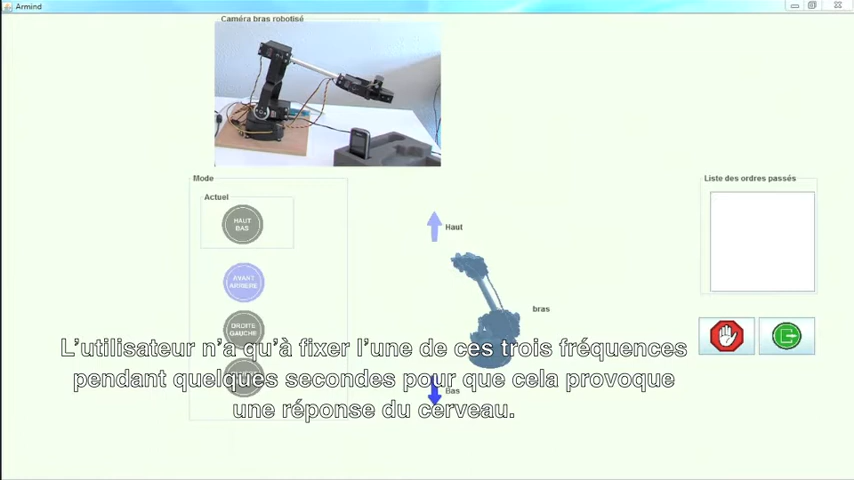 Armind
Caméra bras robotisé
Mode
Liste des ordres passés
Actuel
HAUT
BAS
Haut
AVANT
ARRIERE
bras
DROITE
GAUCHE
L'utilisateur n'a qu'à fixer l'une de ces trois fréquences
pendant quelques secondes pour que cela provoque
une réponse du cerveau.
Bas